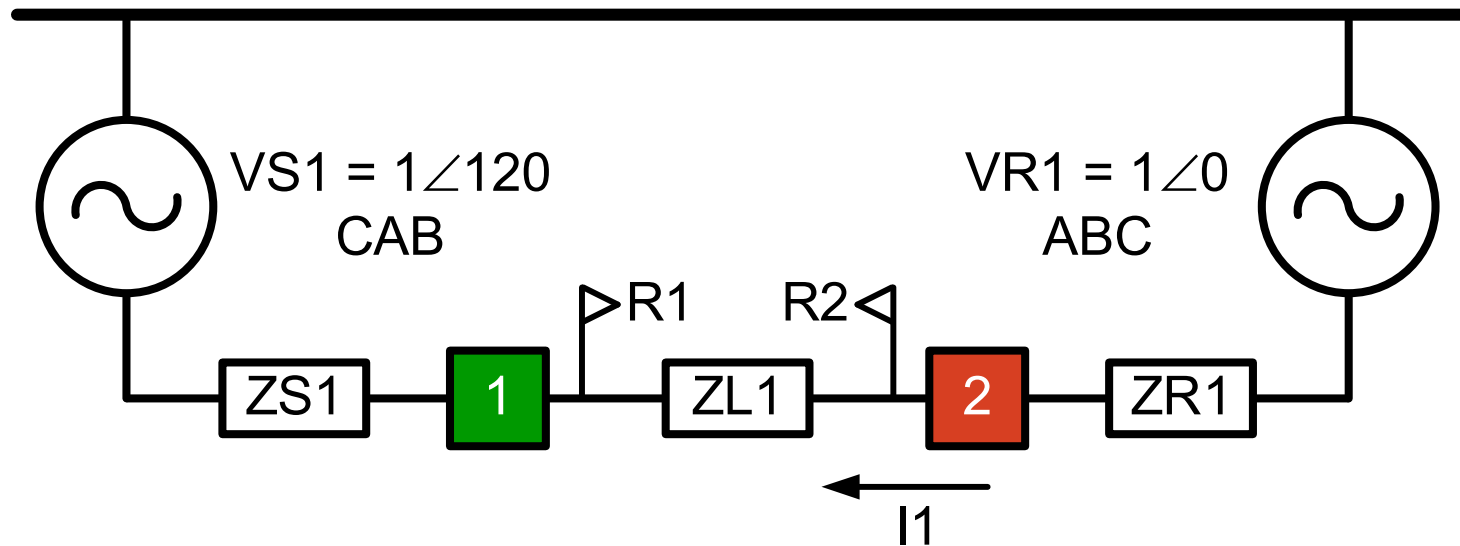 VS1 = 1∠120
CAB
VR1 = 1∠0
ABC
R1
R2
ZS1
1
ZL1
2
ZR1
I1